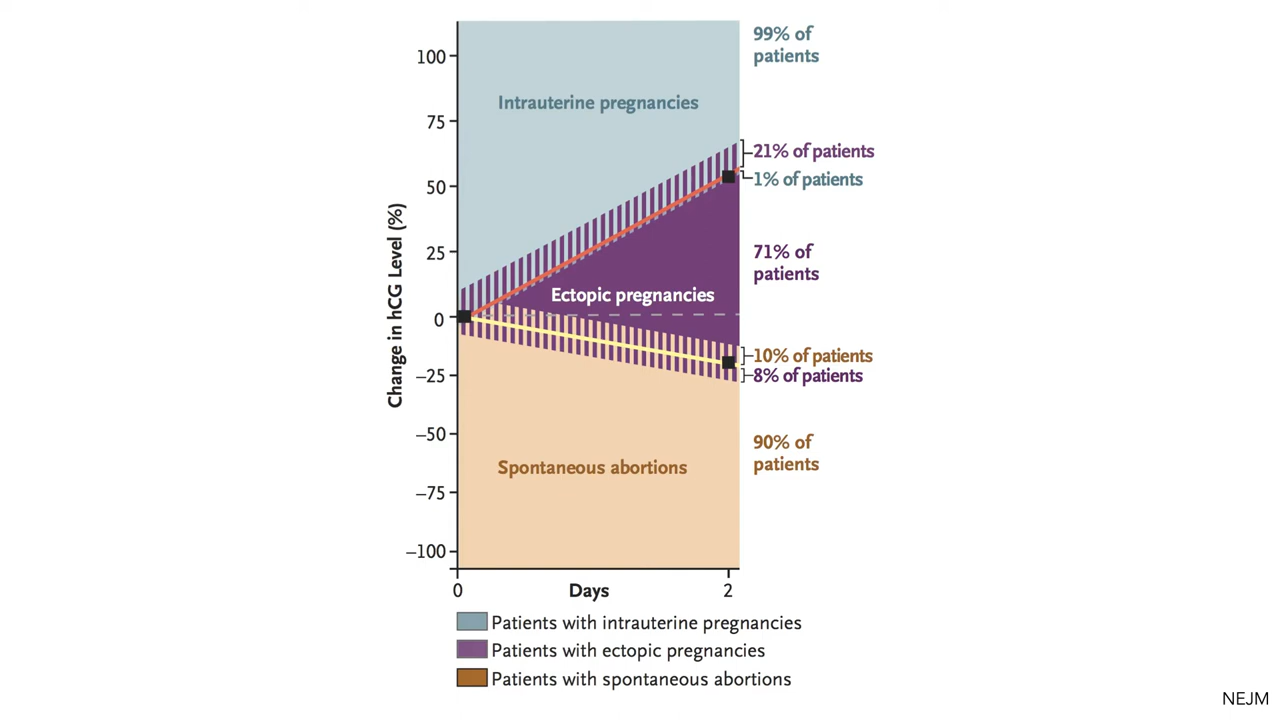 99% of
patients
100
Intrauterine pregnancies
75
21% of patients
50
1% of patients
Change in hCG Level (%)
25
71% of
patients
Ectopic pregnancies
0
10% of patients
–25
8% of patients
–50
90% of
patients
Spontaneous abortions
–75
–100
0
Days
2
Patients with intrauterine pregnancies
Patients with ectopic pregnancies
Patients with spontaneous abortions
NEJM